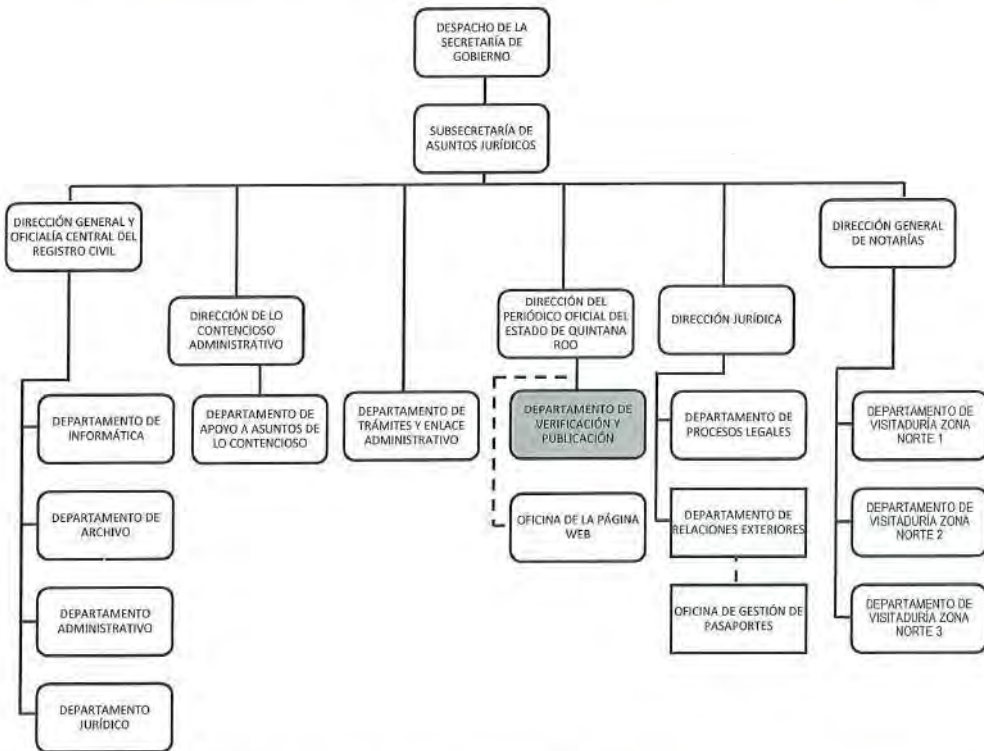 DESPACHO DE LA
SECRETARÍA DE
GOBIERNO
SUBSECRETARÍA DE
ASUNTOS JURÍDICOS
DIRECCIÓN GENERAL Y
OFICIALÍA CENTRAL DEL
REGISTRO CIVIL
DIRECCIÓN GENERAL
DE NOTARÍAS
DIRECCIÓN DE LO
CONTENCIOSO
ADMINISTRATIVO
DIRECCIÓN DEL
PERIÓDICO OFICIAL DEL
ESTADO DE QUINTANA
ROO
DIRECCIÓN JURÍDICA
DEPARTAMENTO DE
INFORMÁTICA
DEPARTAMENTO DE
APOYO A ASUNTOS DE
LO CONTENCIOSO
DEPARTAMENTO DE
TRÁMITES Y ENLACE
ADMINISTRATIVO
DEPARTAMENTO DE
VERIFICACIÓN Y
PUBLICACIÓN
DEPARTAMENTO DE
PROCESOS LEGALES
DEPARTAMENTO DE
VISITADURÍA ZONA
NORTE 1
DEPARTAMENTO DE
ARCHIVO
OFICINA DE LA PÁGINA
WEB
DEPARTAMENTO DE
RELACIONES EXTERIORES
DEPARTAMENTO DE
VISITADURÍA ZONA
NORTE 2
DEPARTAMENTO
ADMINISTRATIVO
OFICINA DE GESTIÓN DE
PASAPORTES
DEPARTAMENTO DE
VISITADURÍA ZONA
NORTE 3
DEPARTAMENTO
JURÍDICO